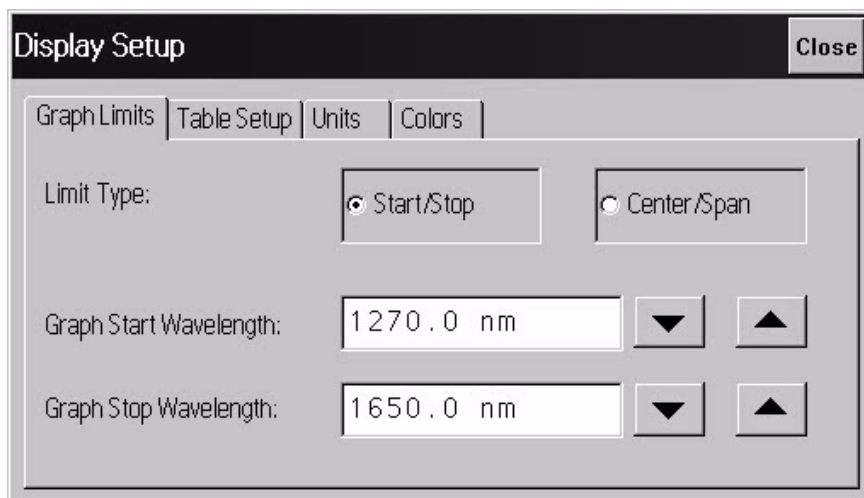 Display Setup
Close
Graph Limits Table Setup Units Colors
Limit Type: Start/Stop Center/Span
Graph Start Wavelength: 1270.0 nm
Graph Stop Wavelength: 1650.0 nm